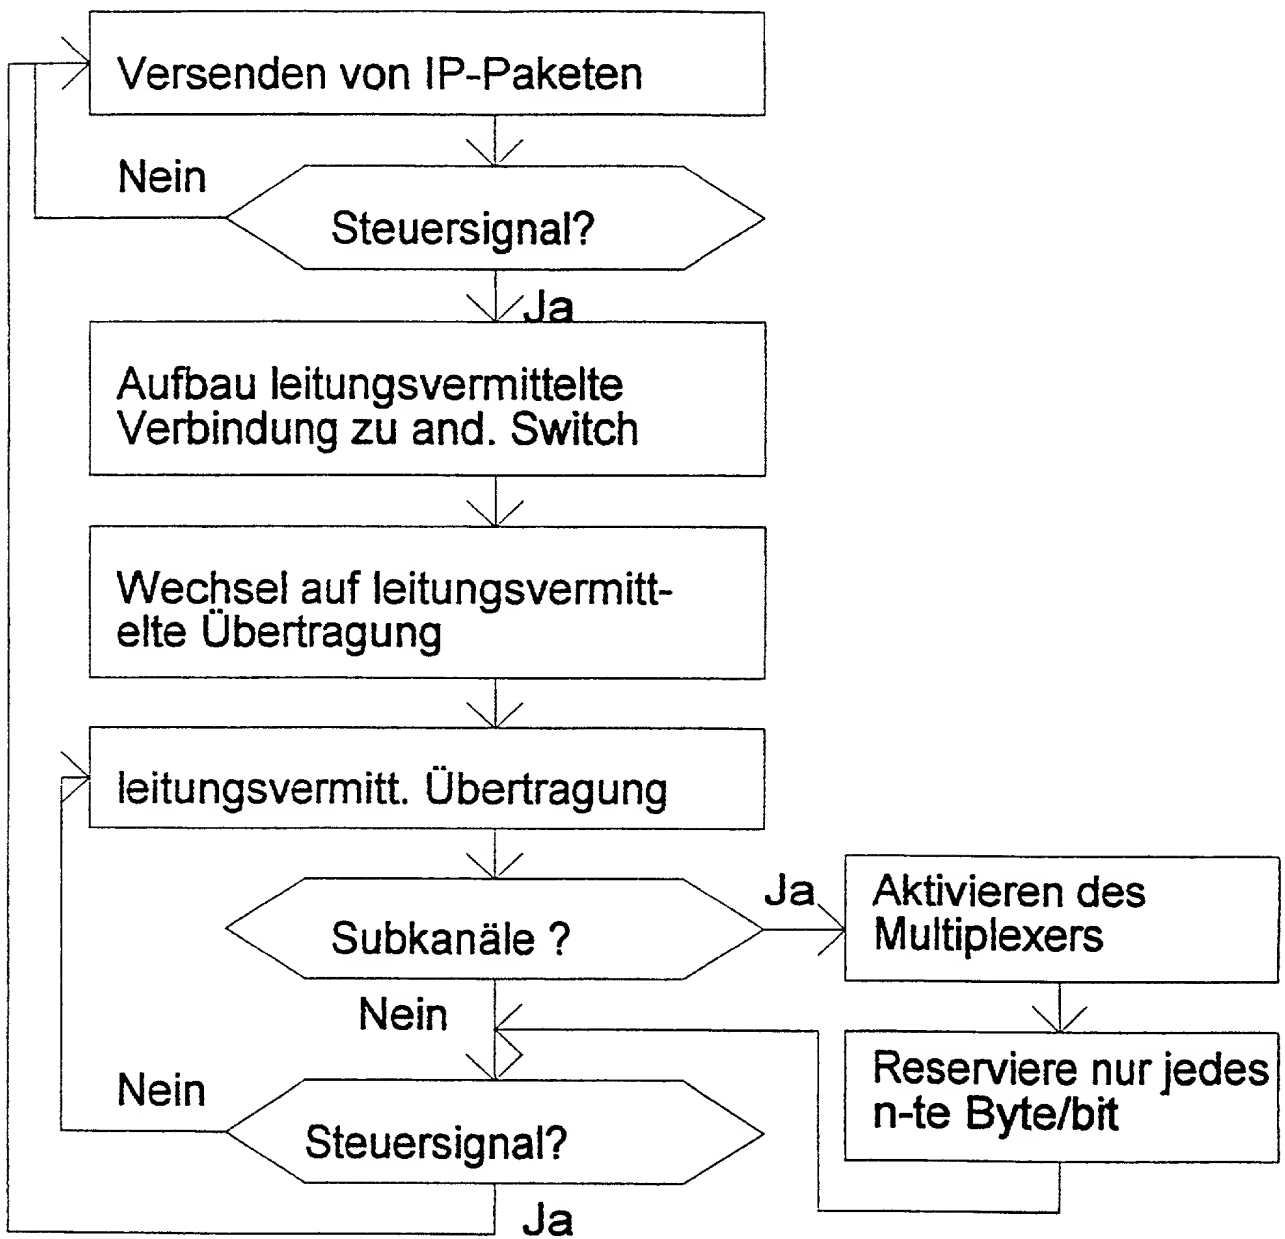 Versenden von IP-Paketen
Nein
Steuersignal?
Ja
Aufbau leitungsvermittelte
Verbindung zu and. Switch
Wechsel auf leitungsvermitt-
elte Übertragung
leitungsvermitt. Übertragung
Subkanäle ?
Ja
Aktivieren des
Multiplexers
Nein
Reserviere nur jedes
n-te Byte/bit
Nein
Steuersignal?
Ja